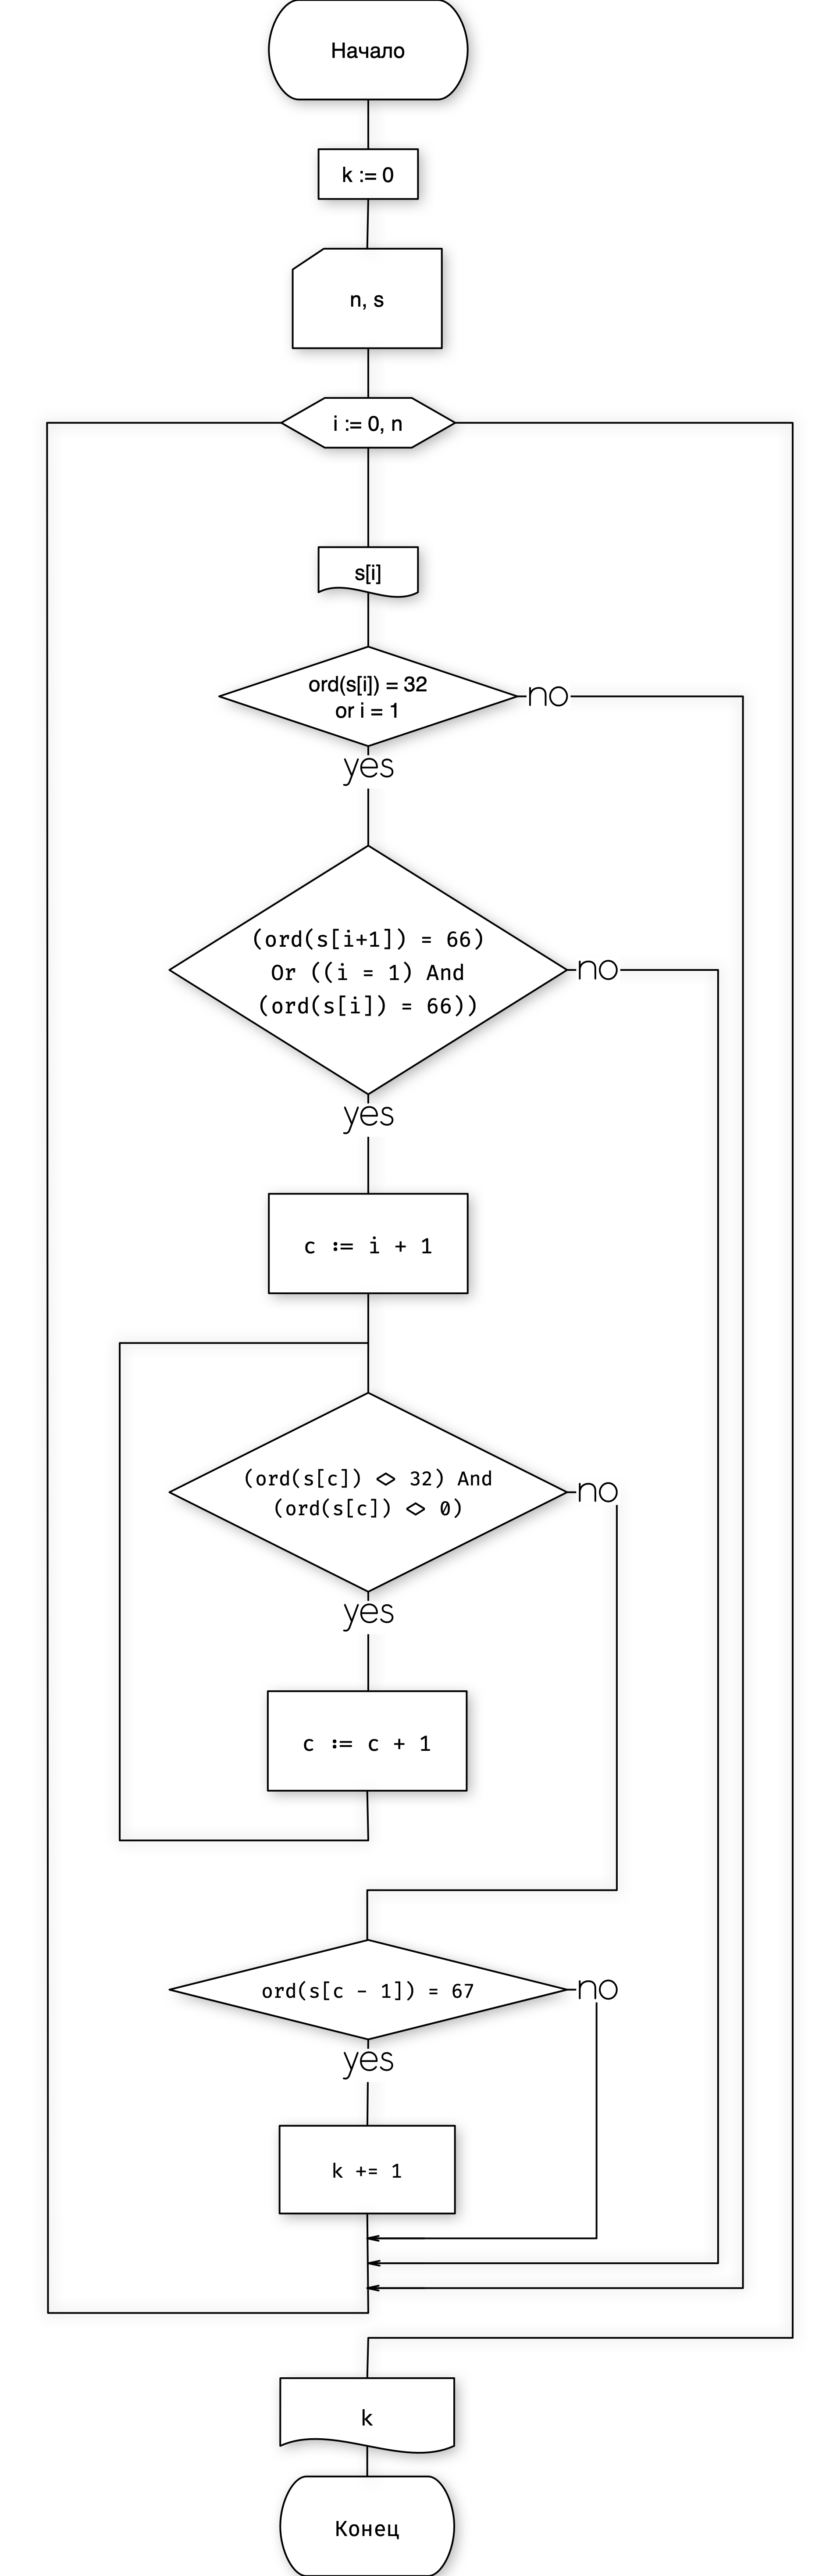 Начало
k := 0
n, s
i := 0, n
s[i]
ord(s[i]) = 32
or i = 1
no
yes
(ord(s[i+1]) = 66)
Or ((i = 1) And
(ord(s[i]) = 66))
no
yes
c := i + 1
(ord(s[c]) <> 32) And
(ord(s[c]) <> 0)
no
yes
c := c + 1
ord(s[c - 1]) = 67
no
yes
k += 1
k
Конец